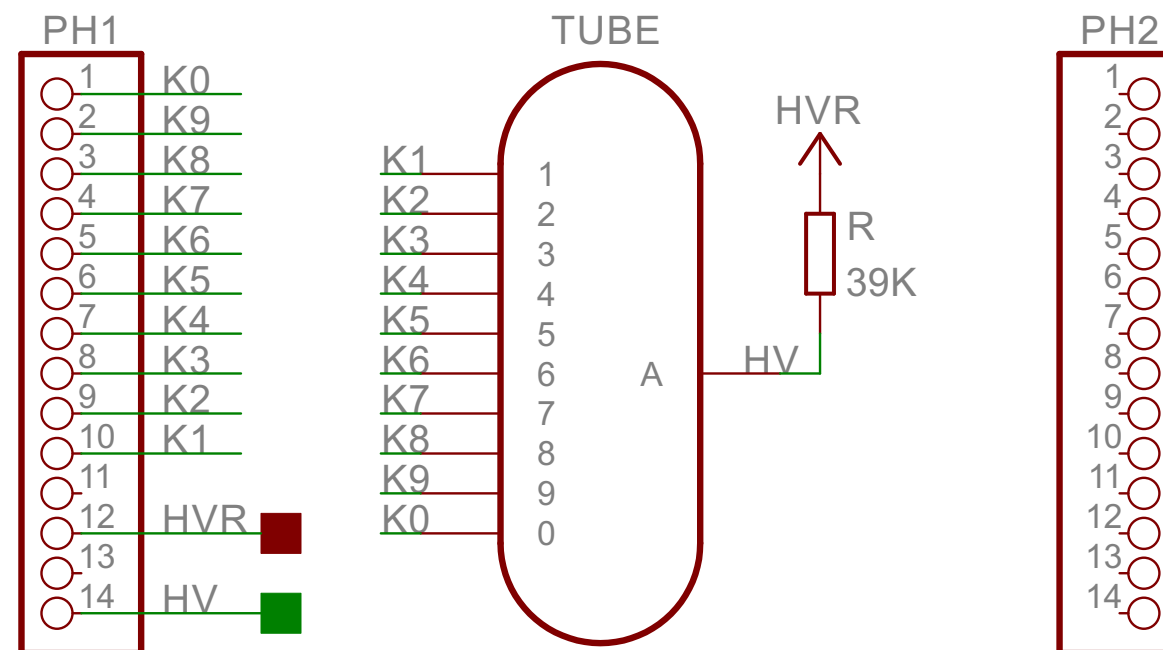 PH1
1 K0
2 K9
3 K8
4 K7
5 K6
6 K5
7 K4
8 K3
9 K2
10 K1
11
12 HVR
13
14 HV
TUBE
K1 1
K2 2
K3 3
K4 4
K5 5
K6 6
K7 7
K8 8
K9 9
K0 0
A HV
HVR
R
39K
PH2
1
2
3
4
5
6
7
8
9
10
11
12
13
14